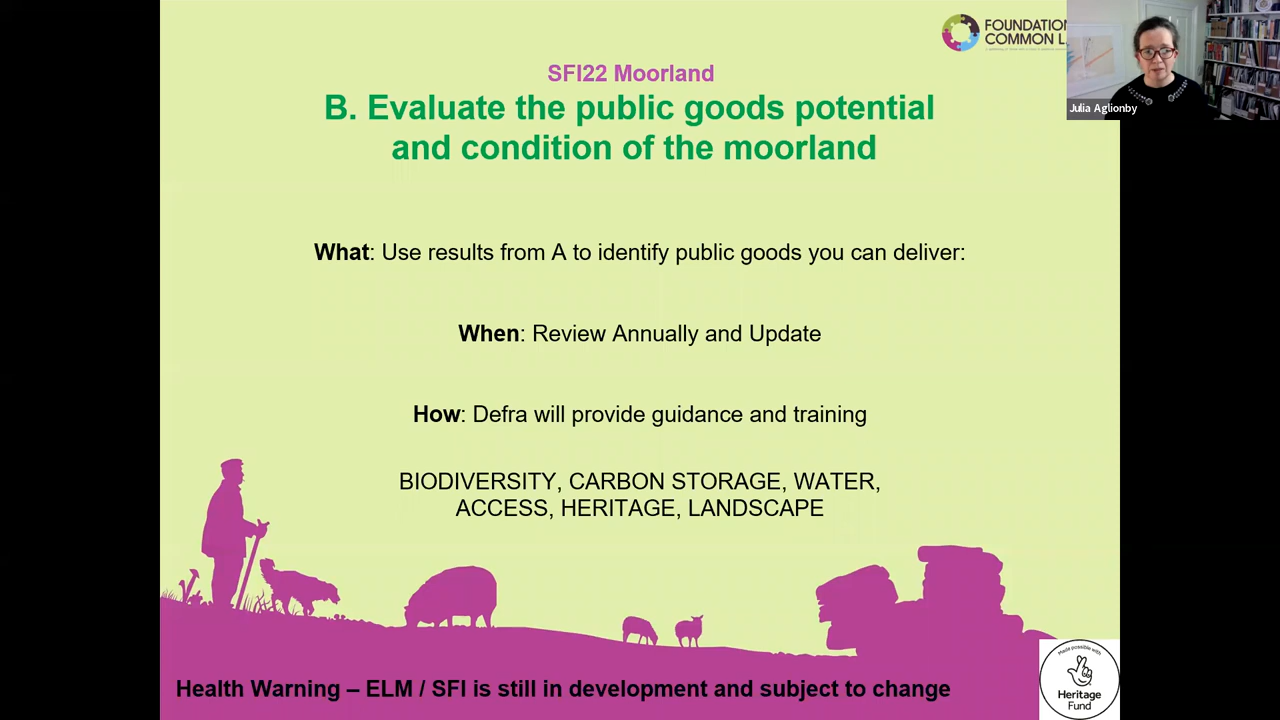 FOUNDATION
COMMON L
Julia Aglionby
SFI22 Moorland
B. Evaluate the public goods potential
and condition of the moorland
What: Use results from A to identify public goods you can deliver:
When: Review Annually and Update
How: Defra will provide guidance and training
BIODIVERSITY, CARBON STORAGE, WATER,
ACCESS, HERITAGE, LANDSCAPE
Health Warning – ELM / SFI is still in development and subject to change
Made possible with
Heritage
Fund